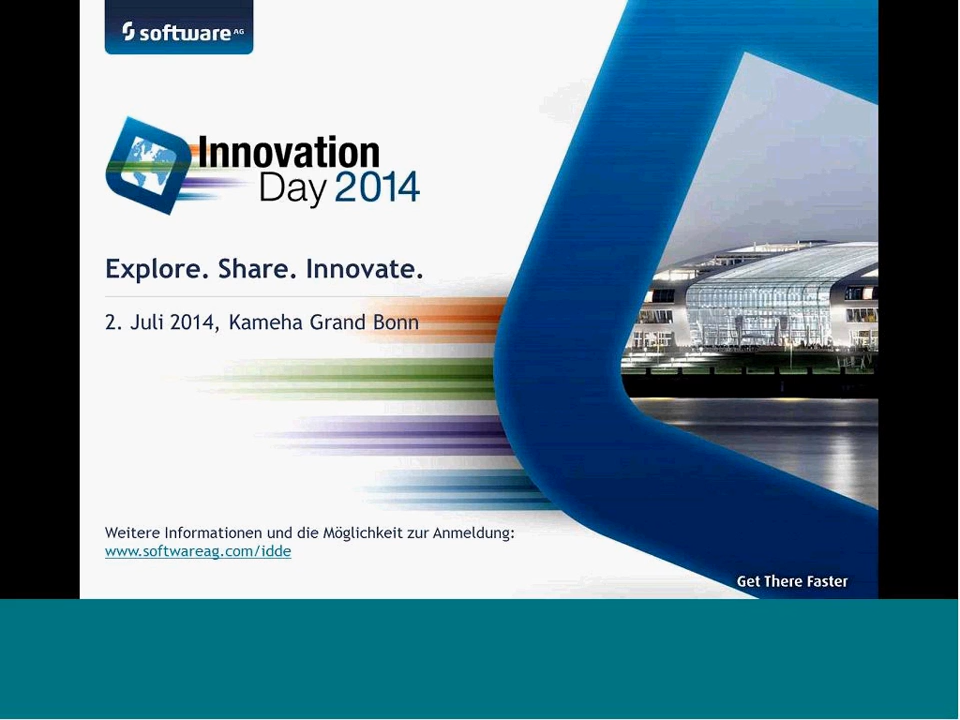 software AG
Innovation
Day 2014
Explore. Share. Innovate.
2. Juli 2014, Kameha Grand Bonn
Weitere Informationen und die Möglichkeit zur Anmeldung:
www.softwareag.com/idde
Get There Faster